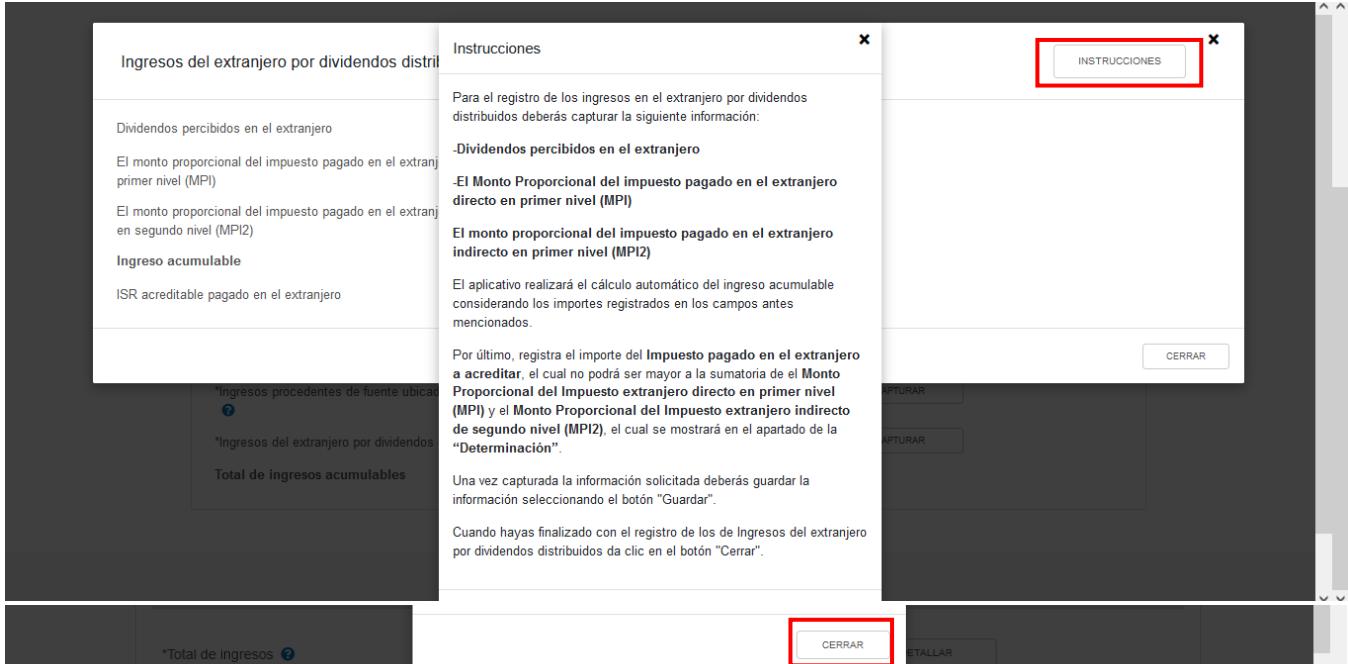 Ingresos del extranjero por dividendos distri
INSTRUCCIONES
Dividendos percibidos en el extranjero
El monto proporcional del impuesto pagado en el extranj
primer nivel (MPI)
El monto proporcional del impuesto pagado en el extranj
en segundo nivel (MPI2)
Ingreso acumulable
ISR acreditable pagado en el extranjero
CERRAR
Instrucciones
Para el registro de los ingresos en el extranjero por dividendos
distribuidos deberás capturar la siguiente información:
-Dividendos percibidos en el extranjero
-El Monto Proporcional del impuesto pagado en el extranjero
directo en primer nivel (MPI)
El monto proporcional del impuesto pagado en el extranjero
indirecto en primer nivel (MPI2)
El aplicativo realizará el cálculo automático del ingreso acumulable
considerando los importes registrados en los campos antes
mencionados.
Por último, registra el importe del Impuesto pagado en el extranjero
a acreditar, el cual no podrá ser mayor a la sumatoria de el Monto
Proporcional del Impuesto extranjero directo en primer nivel
(MPI) y el Monto Proporcional del Impuesto extranjero indirecto
de segundo nivel (MPI2), el cual se mostrará en el apartado de la
“Determinación”.
Una vez capturada la información solicitada deberás guardar la
información seleccionando el botón "Guardar".
Cuando hayas finalizado con el registro de los de Ingresos del extranjero
por dividendos distribuidos da clic en el botón "Cerrar".
*Ingresos procedentes de fuente ubicad
APTURAR
*Ingresos del extranjero por dividendos
APTURAR
Total de ingresos acumulables
CERRAR
*Total de ingresos
ETALLAR